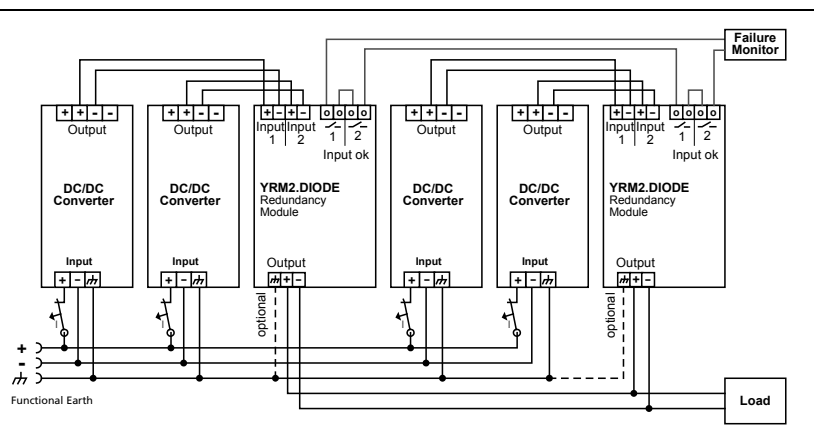 Failure
Monitor
+ + - -
Output
DC/DC
Converter
Input
+ -
+ + - -
Output
DC/DC
Converter
Input
+ -
+ - + -
o o o o
Input Input
1 2
1 2
Input ok
YRM2.DIODE
Redundancy
Module
Output
+ -
optional
+ + - -
Output
DC/DC
Converter
Input
+ -
+ + - -
Output
DC/DC
Converter
Input
+ -
+ - + -
o o o o
Input Input
1 2
1 2
Input ok
YRM2.DIODE
Redundancy
Module
Output
+ -
optional
+
-
Functional Earth
Load